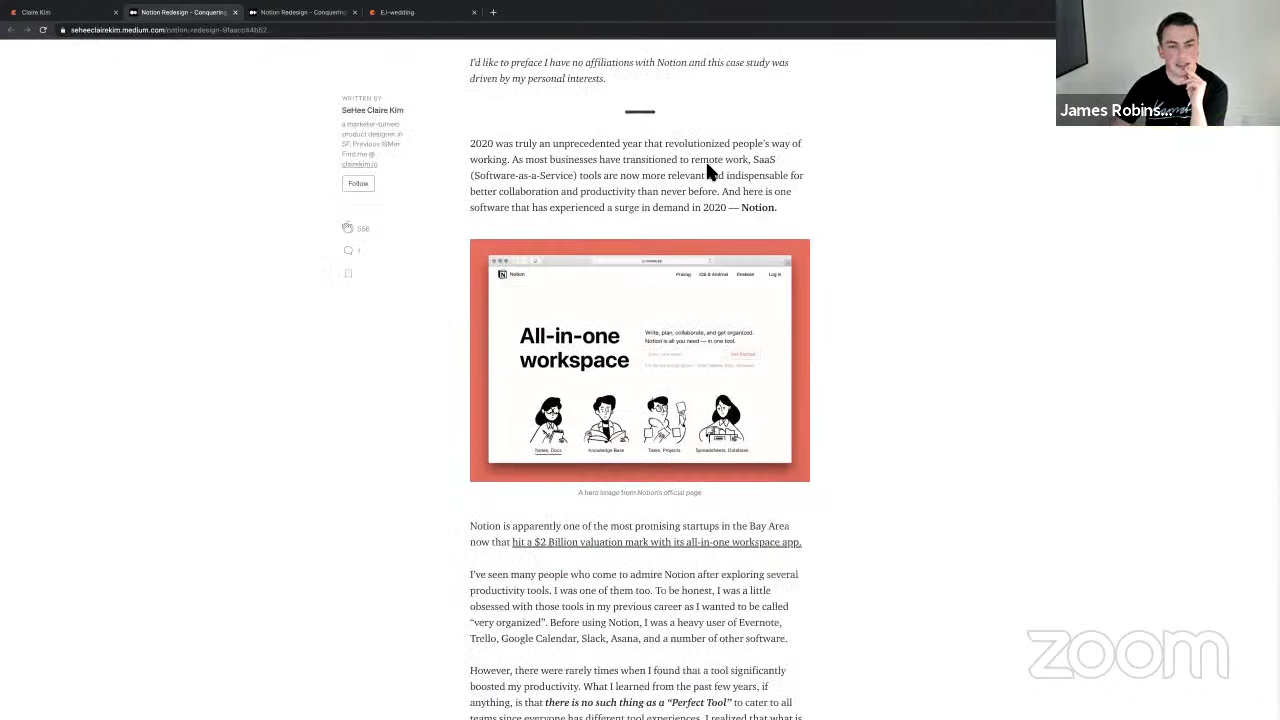 Claire Kim
Notion Redesign - Conquering
Notion Redesign - Conquering
EJ-wedding
seheeclairekim.medium.com/notion-redesign-91aacc44b52...
James Robins...
I'd like to preface I have no affiliations with Notion and this case study was
driven by my personal interests.
WRITTEN BY
SeHee Claire Kim
a marketer-turned
product designer in
SF. Previous IBMer
Find me @
clairekim.io
Follow
558
1
2020 was truly an unprecedented year that revolutionized people's way of
working. As most businesses have transitioned to remote work, SaaS
(Software-as-a-Service) tools are now more relevant and indispensable for
better collaboration and productivity than never before. And here is one
software that has experienced a surge in demand in 2020 — Notion.
Notion
Pricing
iOS & Android
Log in
All-in-one
workspace
Write, plan, collaborate, and get organized.
Notion is all you need — in one tool.
Get Started
Notes, Docs
Knowledge Base
Tasks, Projects
Spreadsheets, Database
A hero image from Notion's official page
Notion is apparently one of the most promising startups in the Bay Area
now that hit a $2 Billion valuation mark with its all-in-one workspace app.
I've seen many people who come to admire Notion after exploring several
productivity tools. I was one of them too. To be honest, I was a little
obsessed with those tools in my previous career as I wanted to be called
“very organized”. Before using Notion, I was a heavy user of Evernote,
Trello, Google Calendar, Slack, Asana, and a number of other software.
However, there were rarely times when I found that a tool significantly
boosted my productivity. What I learned from the past few years, if
anything, is that there is no such thing as a “Perfect Tool” to cater to all
teams since everyone has different tool experiences. I realized that what is
zoom